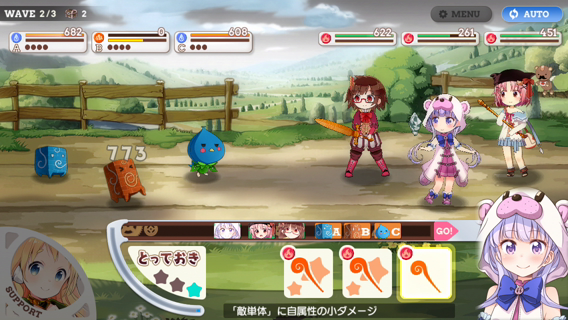 WAVE 2/3 2
MENU
AUTO
682
A
0
B
608
C
622
261
451
773
A
B
C
GO!
とっておき
SUPPORT
「敵単体」に自属性の小ダメージ